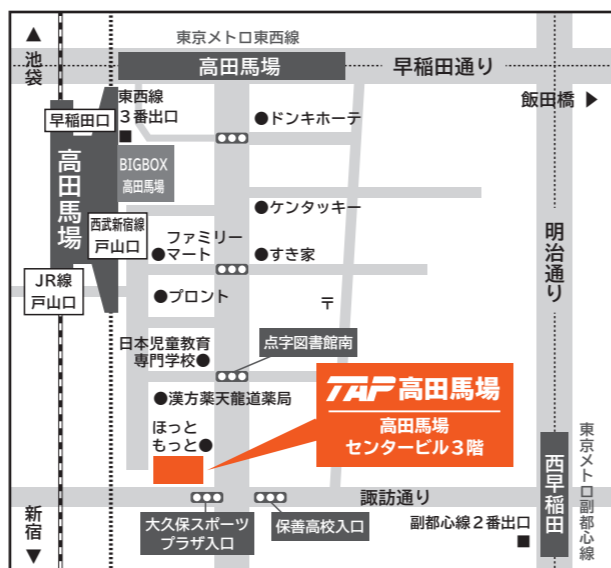 東京メトロ東西線
▲
池袋
高田馬場
早稲田通り
飯田橋 ▶
早稲田口
東西線
3番出口
■
●ドンキホーテ
高田馬場
BIGBOX
高田馬場
西武新宿線
戸山口
●ケンタッキー
ファミリー
●マート
●すき家
明治通り
JR線
戸山口
●プロント
〒
日本児童教育
専門学校●
点字図書館南
●漢方薬天龍道薬局
TAP 高田馬場
高田馬場
センタービル3階
ほっと
もっと●
諏訪通り
西早稲田
東京メトロ副都心線
新宿
▼
大久保スポーツ
プラザ入口
保善高校入口
副都心線2番出口
■